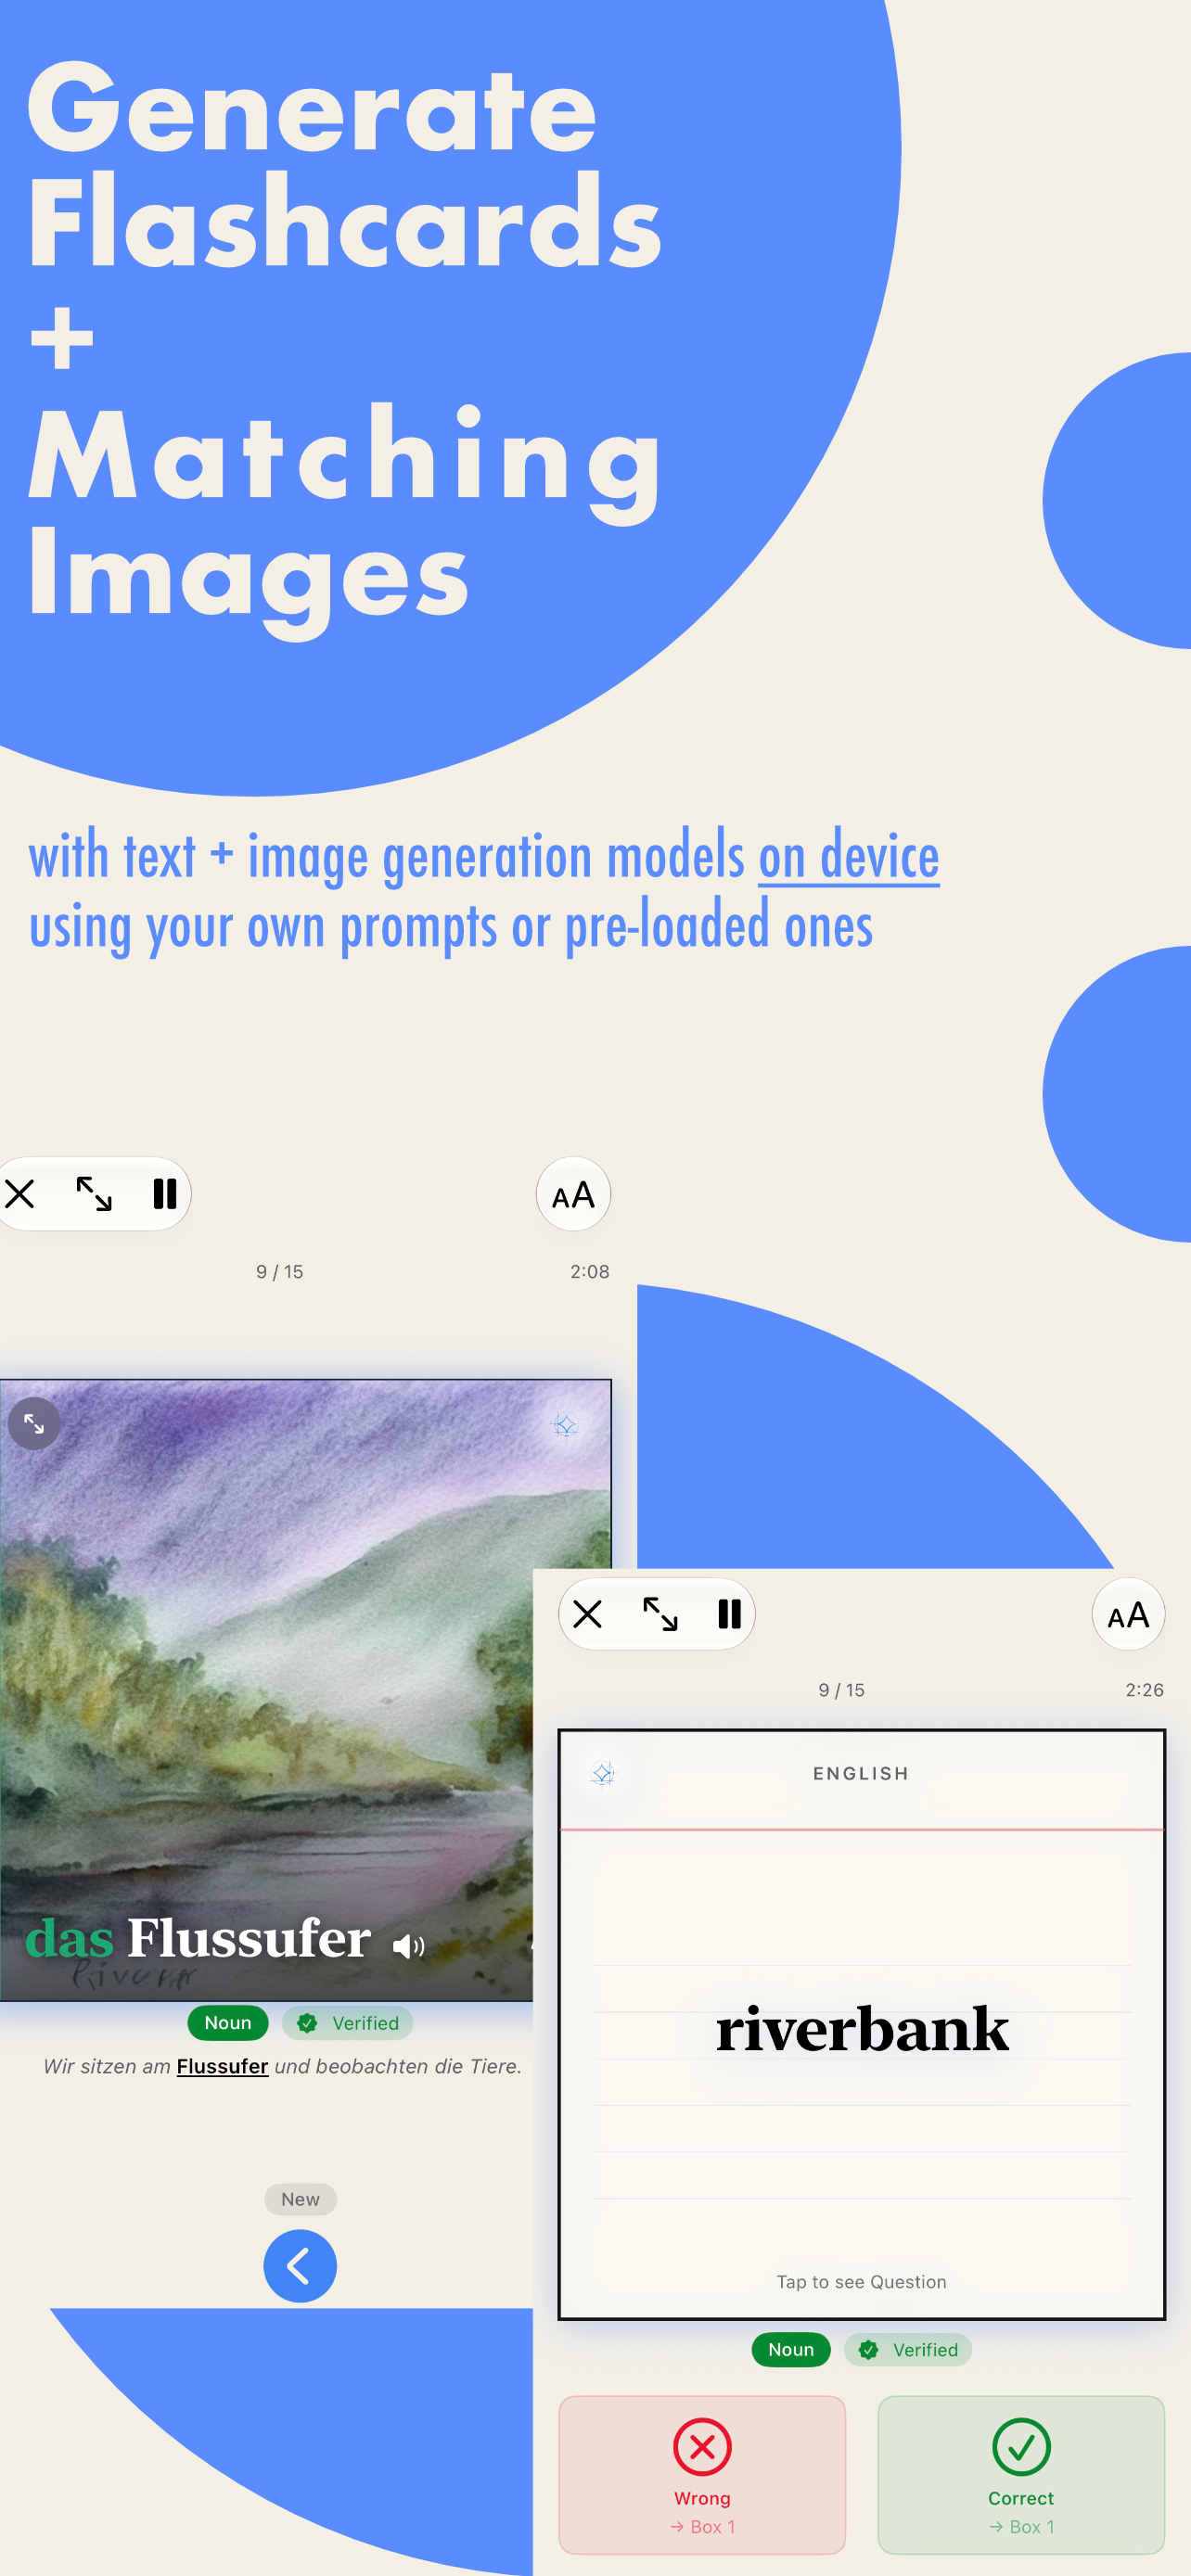 Generate
Flashcards
+
Matching
Images
with text + image generation models on device
using your own prompts or pre-loaded ones
AA
9 / 15
2:08
das Flussufer
Noun
Verified
Wir sitzen am Flussufer und beobachten die Tiere.
New
AA
9 / 15
2:26
ENGLISH
riverbank
Tap to see Question
Noun
Verified
Wrong
→ Box 1
Correct
→ Box 1